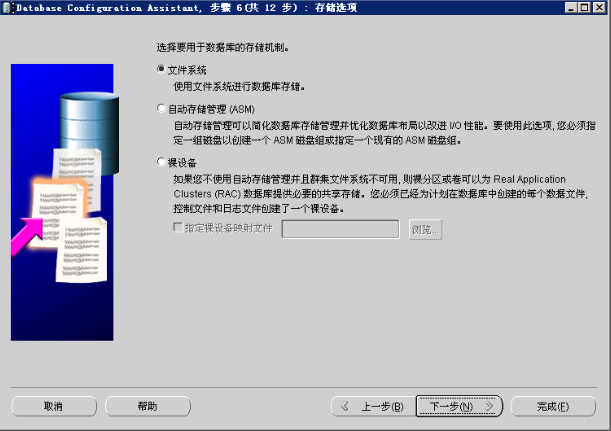 Database Configuration Assistant, 步骤 6(共 12 步) : 存储选项
选择要用于数据库的存储机制。
文件系统
使用文件系统进行数据库存储。
自动存储管理 (ASM)
自动存储管理可以简化数据库存储管理并优化数据库布局以改进 I/O 性能。要使用此选项, 您必须指
定一组磁盘以创建一个 ASM 磁盘组或指定一个现有的 ASM 磁盘组。
裸设备
如果您不使用自动存储管理并且群集文件系统不可用, 则裸分区或卷可以为 Real Application
Clusters (RAC) 数据库提供必要的共享存储。您必须已经为计划在数据库中创建的每个数据文件,
控制文件和日志文件创建了一个裸设备。
指定裸设备映射文件
浏览...
取消
帮助
上一步(B)
下一步(N)
完成(F)